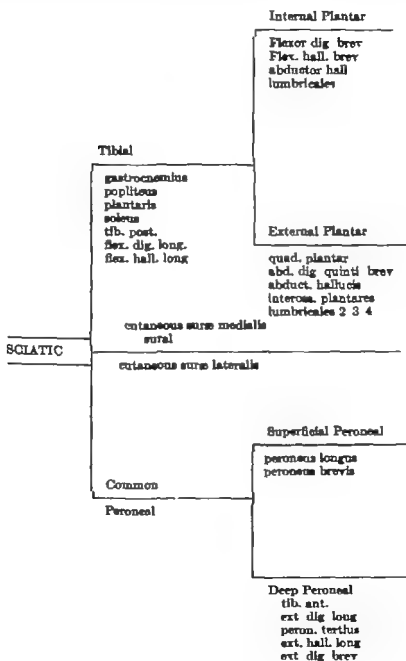 Internal Plantar
Flexor dig brev
Flex. hall. brev
abductor hall
lumbricales
Tibial
gastrocnemius
popliteus
plantaris
soleus
tib. post.
flex. dig. long.
flex. hall. long
External Plantar
quad. plantar
abd. dig quinti brev
abduct. hallucis
inteross. plantares
lumbricales 2 3 4
cutaneous surae medialis
sural
SCIATIC
cutaneous surae lateralis
Superficial Peroneal
peroneus longus
peroneus brevis
Common
Peroneal
Deep Peroneal
tib. ant.
ext dig long
peron. tertius
ext. hall. long
ext dig brev